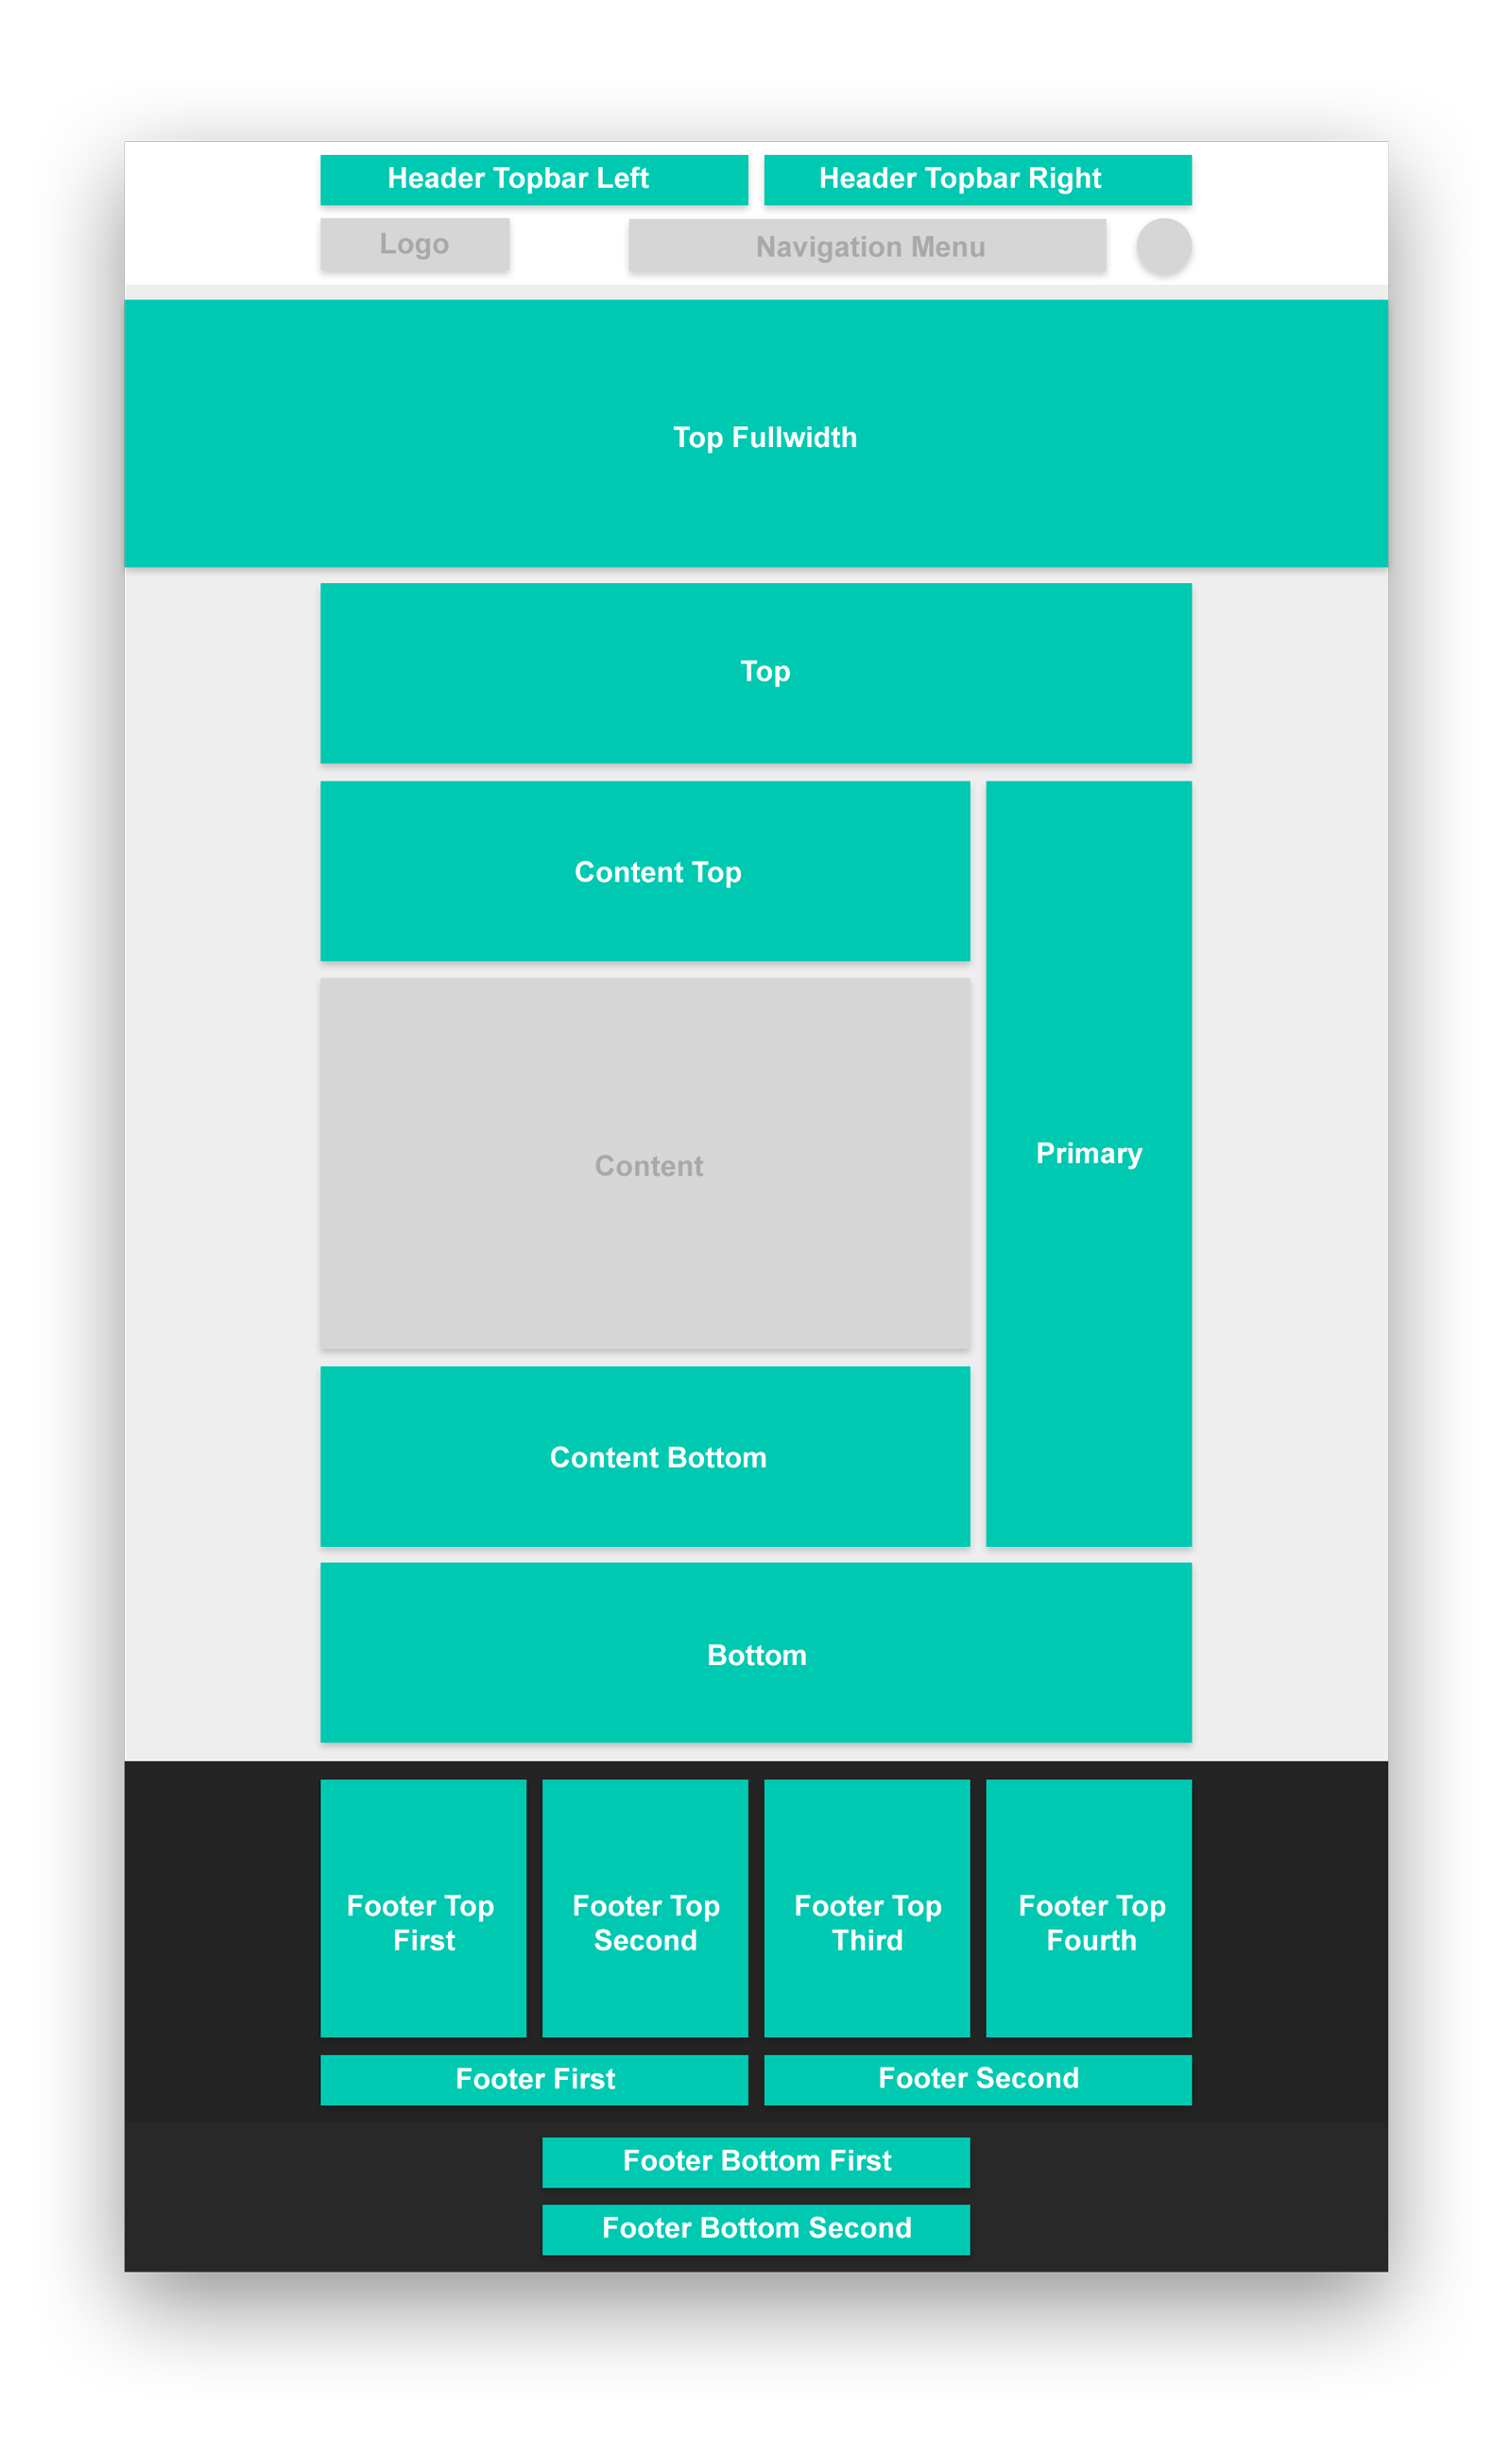 Header Topbar Left
Header Topbar Right
Logo
Navigation Menu
Top Fullwidth
Top
Content Top
Content
Primary
Content Bottom
Bottom
Footer Top
First
Footer Top
Second
Footer Top
Third
Footer Top
Fourth
Footer First
Footer Second
Footer Bottom First
Footer Bottom Second